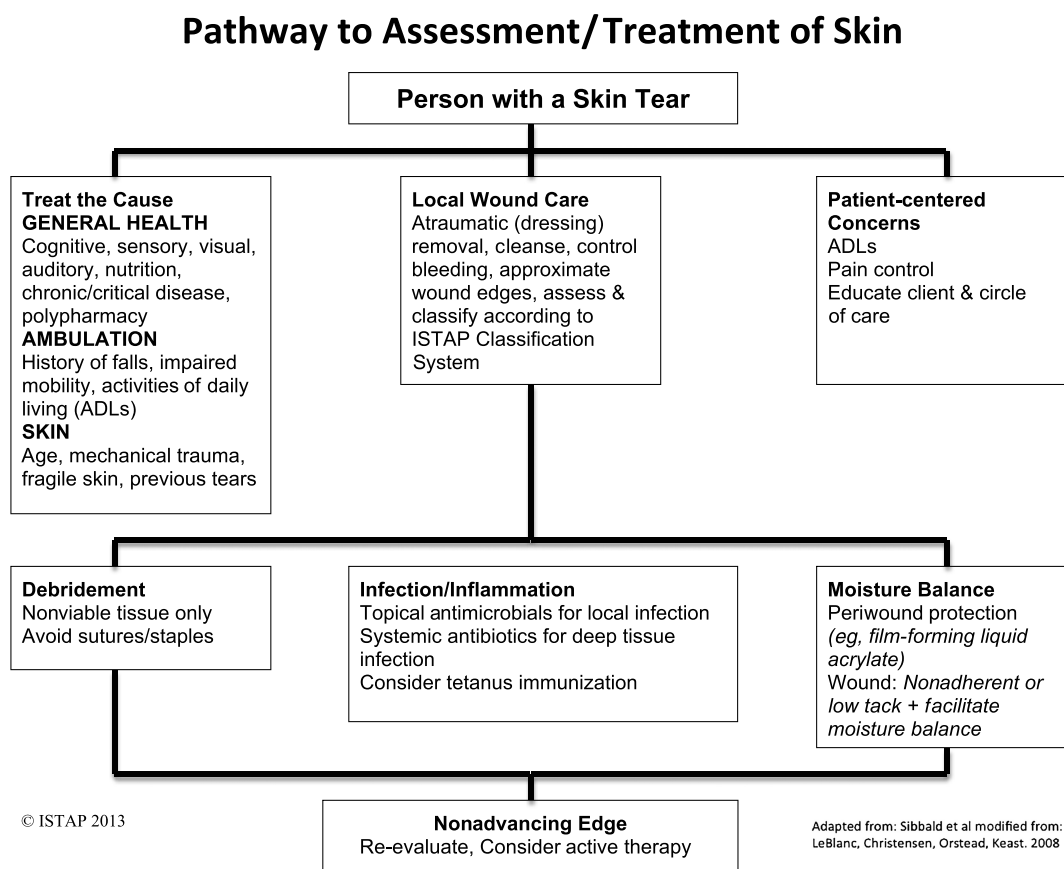 Pathway to Assessment/Treatment of Skin
Person with a Skin Tear
Treat the Cause
GENERAL HEALTH
Cognitive, sensory, visual,
auditory, nutrition,
chronic/critical disease,
polypharmacy
AMBULATION
History of falls, impaired
mobility, activities of daily
living (ADLs)
SKIN
Age, mechanical trauma,
fragile skin, previous tears
Local Wound Care
Atraumatic (dressing)
removal, cleanse, control
bleeding, approximate
wound edges, assess &
classify according to
ISTAP Classification
System
Patient-centered
Concerns
ADLs
Pain control
Educate client & circle
of care
Debridement
Nonviable tissue only
Avoid sutures/staples
Infection/Inflammation
Topical antimicrobials for local infection
Systemic antibiotics for deep tissue
infection
Consider tetanus immunization
Moisture Balance
Periwound protection
(eg, film-forming liquid
acrylate)
Wound: Nonadherent or
low tack + facilitate
moisture balance
Nonadvancing Edge
Re-evaluate, Consider active therapy
© ISTAP 2013
Adapted from: Sibbald et al modified from:
LeBlanc, Christensen, Orstead, Keast. 2008